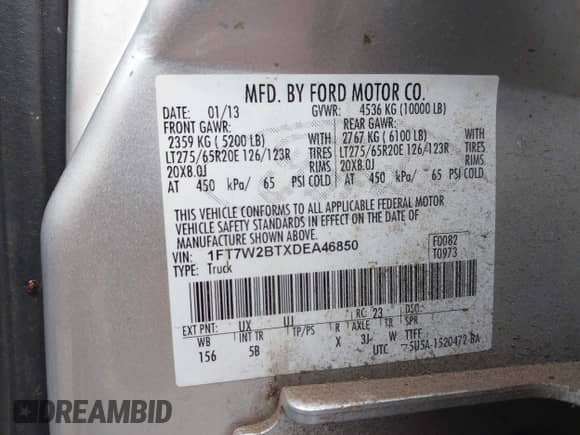 MFD. BY FORD MOTOR CO.
DATE: 01/13 GVWR: 4536 KG (10000 LB)
FRONT GAWR: REAR GAWR:
2359 KG ( 5200 LB) WITH 2767 KG ( 6100 LB) WITH
LT275/65R20E 126/123R TIRES LT275/65R20E 126/123R TIRES
20X8.0J RIMS 20X8.0J RIMS
AT 450 kPa/ 65 PSI COLD AT 450 kPa/ 65 PSI COLD
THIS VEHICLE CONFORMS TO ALL APPLICABLE FEDERAL MOTOR
VEHICLE SAFETY STANDARDS IN EFFECT ON THE DATE OF
MANUFACTURE SHOWN ABOVE.
VIN: 1FT7W2BTXDEA46850 F0082
TYPE: Truck T0973
EXT PNT: UX RC: 23 DSO:
WB INT TR TP/PS R AXLE TR SPR
156 5B X 3J W TTFF
UTC 5U5A-1520472-BA
DREAMBID